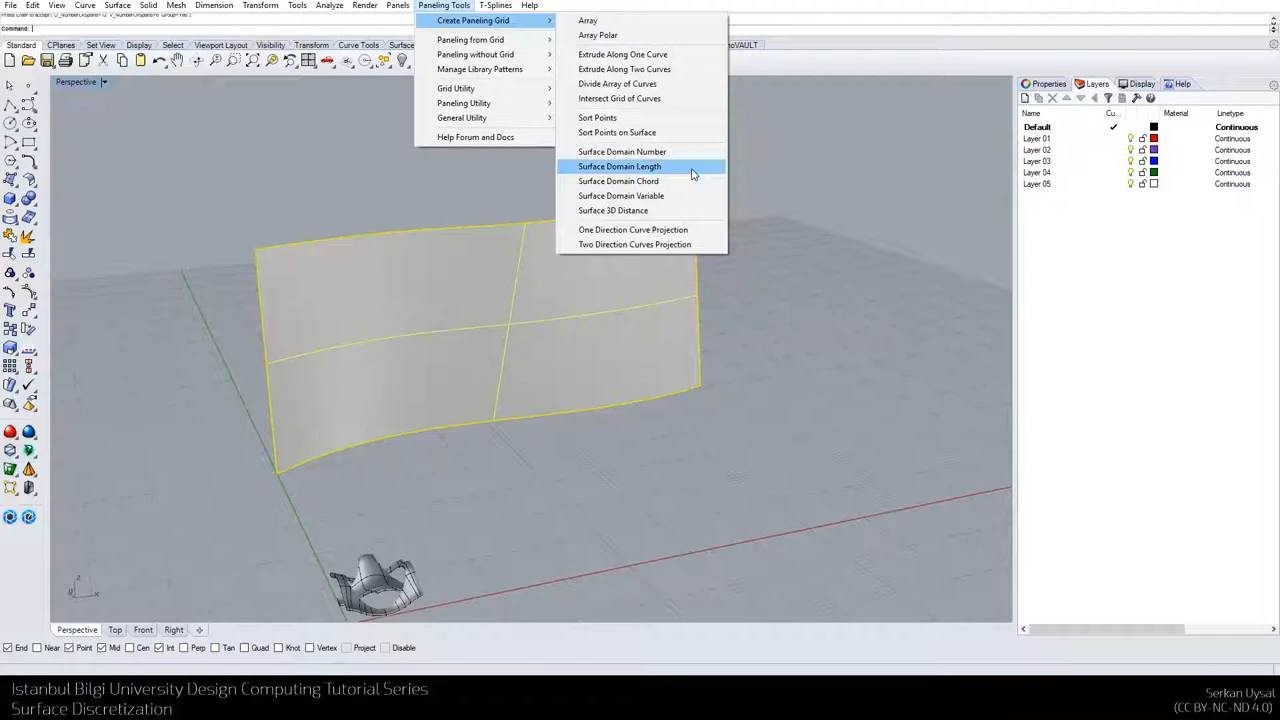 File Edit View Curve Surface Solid Mesh Dimension Transform Tools Analyze Render Panels Paneling Tools T-Splines Help
Command:
Standard CPlanes Set View Display Select Viewport Layout Visibility Transform Curve Tools Surface
Perspective
Create Paneling Grid
Paneling from Grid
Paneling without Grid
Manage Library Patterns
Grid Utility
Paneling Utility
General Utility
Help Forum and Docs
Array
Array Polar
Extrude Along One Curve
Extrude Along Two Curves
Divide Array of Curves
Intersect Grid of Curves
Sort Points
Sort Points on Surface
Surface Domain Number
Surface Domain Length
Surface Domain Chord
Surface Domain Variable
Surface 3D Distance
One Direction Curve Projection
Two Direction Curves Projection
Properties Layers Display Help
Name Cu... Material Linetype
Default Continuous
Layer 01 Continuous
Layer 02 Continuous
Layer 03 Continuous
Layer 04 Continuous
Layer 05 Continuous
z
x
Perspective Top Front Right
End Near Point Mid Cen Int Perp Tan Quad Knot Vertex Project Disable
Istanbul Bilgi University Design Computing Tutorial Series
Surface Discretization
Serkan Uysal
(CC BY-NC-ND 4.0)